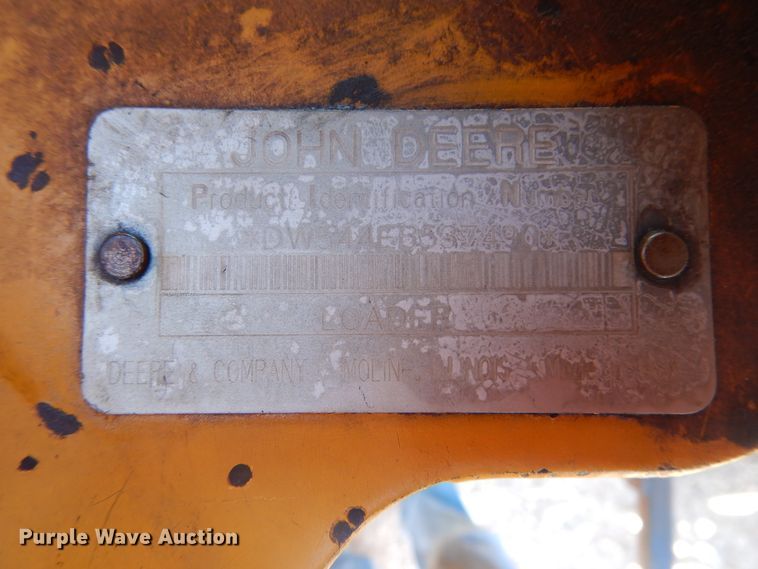 JOHN DEERE
Product Identification Number
LOADER
DEERE & COMPANY MOLINE, ILLINOIS
Purple Wave Auction